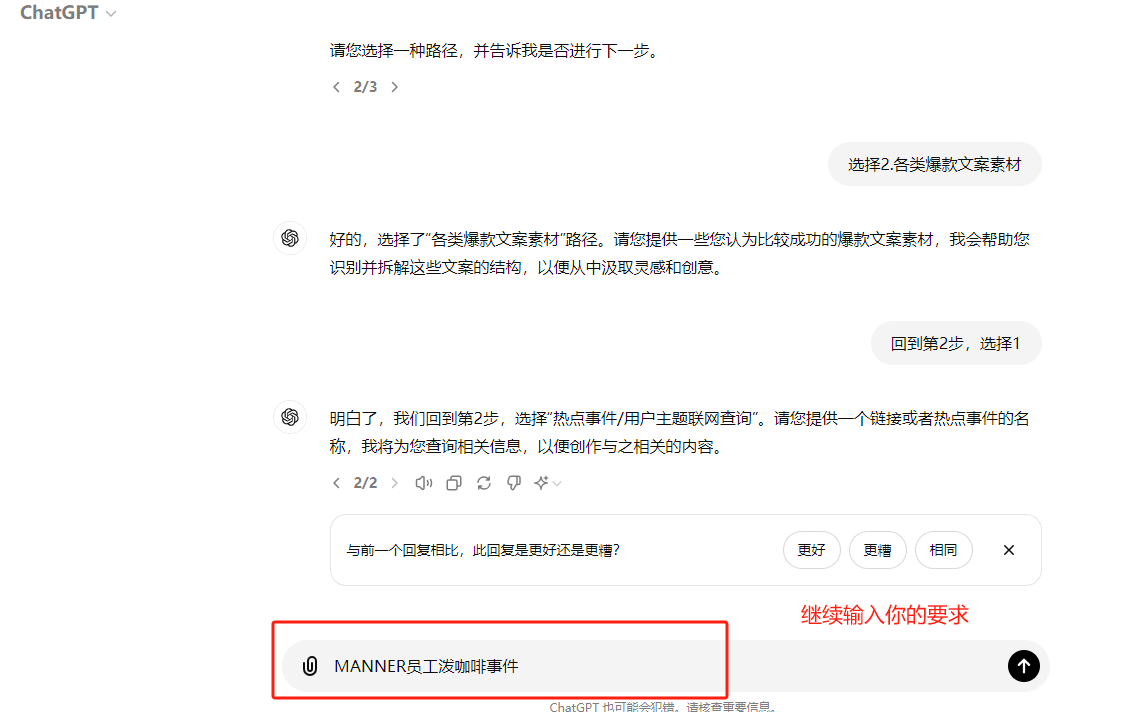 ChatGPT
请您选择一种路径，并告诉我是否进行下一步。
2/3
选择2.各类爆款文案素材
好的，选择了“各类爆款文案素材”路径。请您提供一些您认为比较成功的爆款文案素材，我会帮助您
识别并拆解这些文案的结构，以便从中汲取灵感和创意。
回到第2步，选择1
明白了，我们回到第2步，选择“热点事件/用户主题联网查询”。请您提供一个链接或者热点事件的名
称，我将为您查询相关信息，以便创作与之相关的内容。
2/2
与前一个回复相比，此回复是更好还是更糟？ 更好 更糟 相同
继续输入你的要求
MANNER员工泼咖啡事件
ChatGPT 也可能会犯错。请核查重要信息。